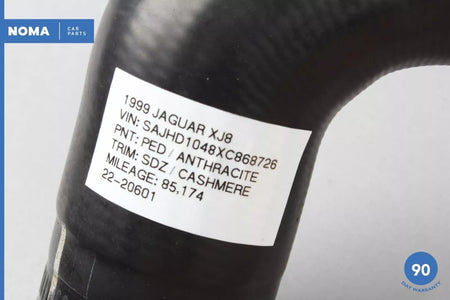 NOMA CAR
PARTS
1999 JAGUAR XJ8
VIN: SAJHD1048XC868726
PNT: PED / ANTHRACITE
TRIM: SDZ / CASHMERE
MILEAGE: 85,174
22-20601
90
DAY WARRANTY